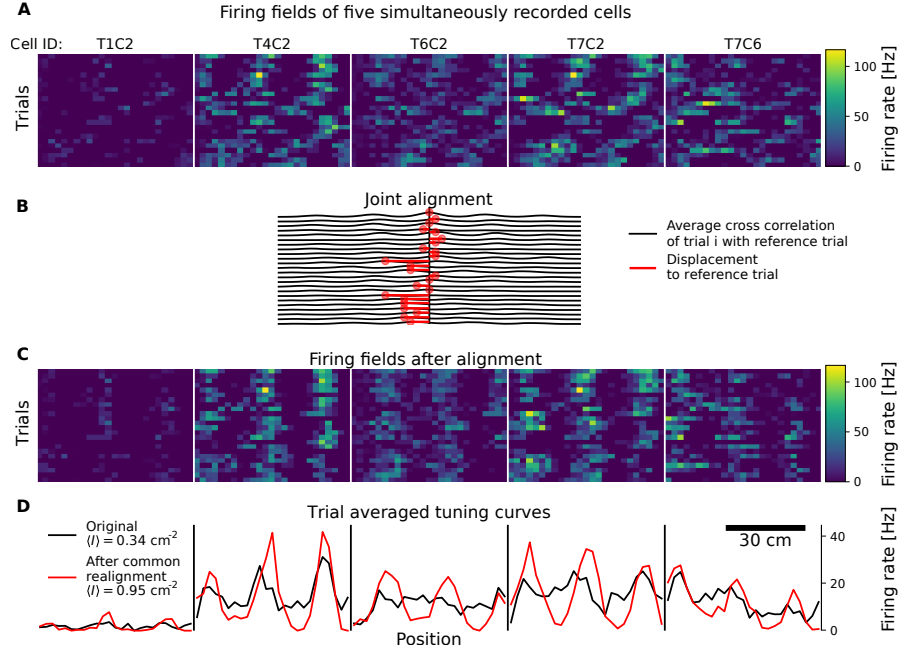 A
Firing fields of five simultaneously recorded cells
Cell ID: T1C2 T4C2 T6C2 T7C2 T7C6
Trials
100
50
0
Firing rate [Hz]
B
Joint alignment
Average cross correlation
of trial i with reference trial
Displacement
to reference trial
C
Firing fields after alignment
Trials
100
50
0
Firing rate [Hz]
D
Trial averaged tuning curves
Original
⟨I⟩ = 0.34 cm⁻²
After common
realignment
⟨I⟩ = 0.95 cm⁻²
30 cm
40
20
0
Firing rate [Hz]
Position